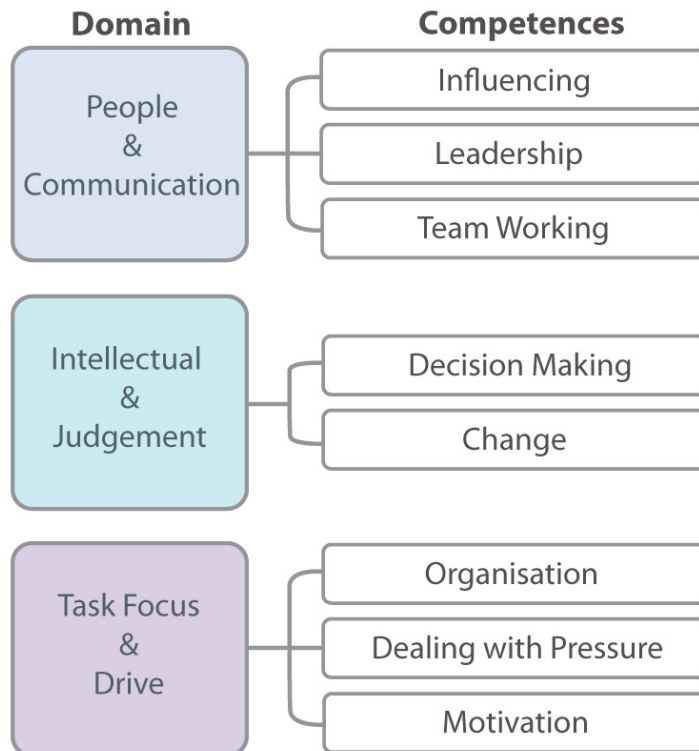 Domain
Competences
People
&
Communication
Influencing
Leadership
Team Working
Intellectual
&
Judgement
Decision Making
Change
Task Focus
&
Drive
Organisation
Dealing with Pressure
Motivation